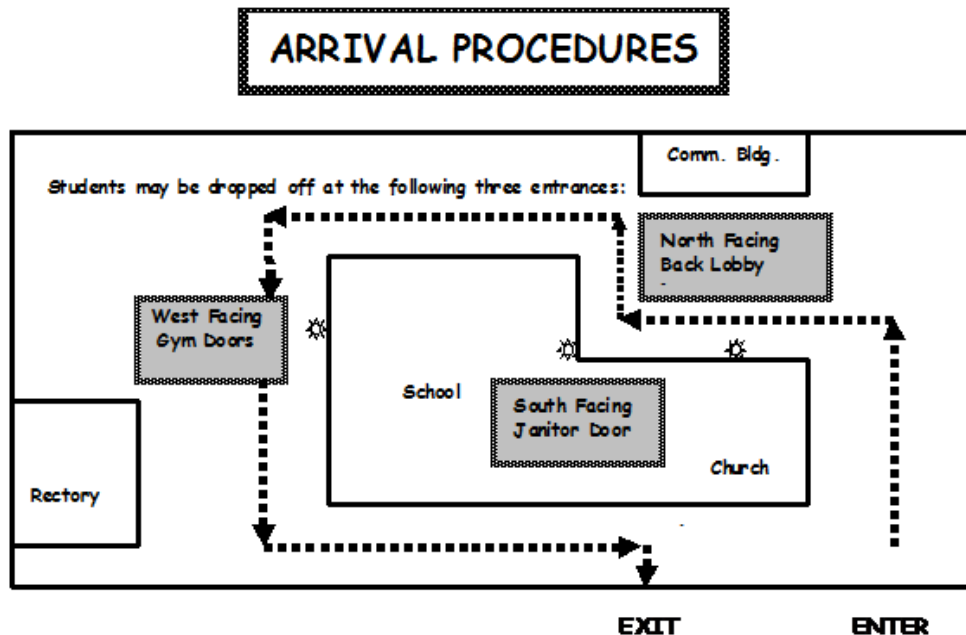 ARRIVAL PROCEDURES
Comm. Bldg.
Students may be dropped off at the following three entrances:
North Facing
Back Lobby
-
West Facing
Gym Doors
School
South Facing
Janitor Door
Church
Rectory
EXIT
ENTER